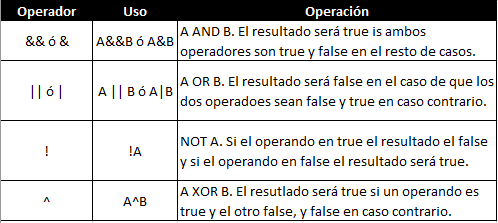 Operador Uso Operación
&& ó & A&&B ó A&B A AND B. El resultado será true is ambos
operadores son true y false en el resto de casos.
|| ó | A || B ó A|B A OR B. El resultado será false en el caso de que los
dos operadoes sean false y true en caso contrario.
! !A NOT A. Si el operando en true el resultado el false
y si el operando en false el resultado será true.
^ A^B A XOR B. El resutlado será true si un operando es
true y el otro false, y false en caso contrario.